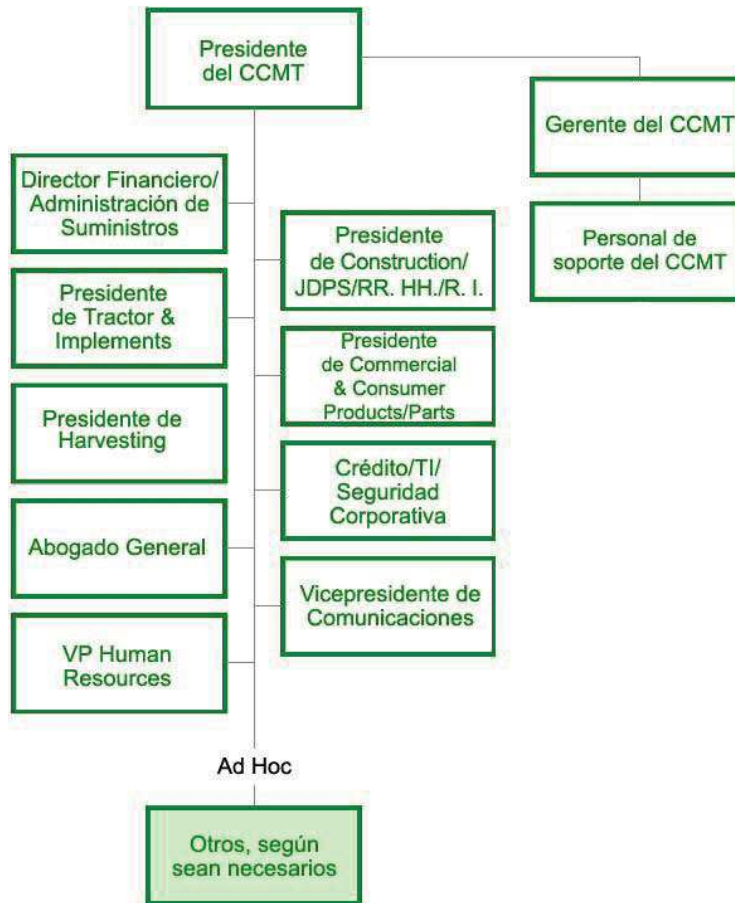 Presidente
del CCMT
Gerente del CCMT
Personal de
soporte del CCMT
Director Financiero/
Administración de
Suministros
Presidente
de Construction/
JDPS/RR. HH./R. I.
Presidente
de Tractor &
Implements
Presidente
de Commercial
& Consumer
Products/Parts
Presidente de
Harvesting
Crédito/TI/
Seguridad
Corporativa
Abogado General
Vicepresidente de
Comunicaciones
VP Human
Resources
Ad Hoc
Otros, según
sean necesarios